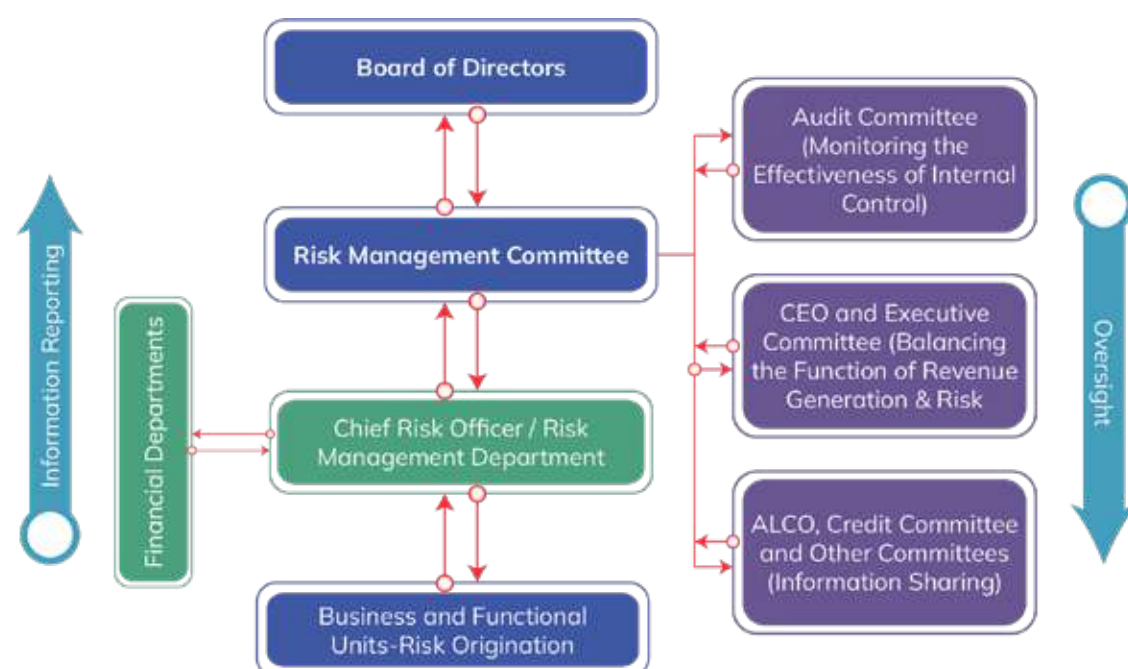 Board of Directors
Risk Management Committee
Chief Risk Officer / Risk
Management Department
Business and Functional
Units-Risk Origination
Financial Departments
Information Reporting
Audit Committee
(Monitoring the
Effectiveness of Internal
Control)
CEO and Executive
Committee (Balancing
the Function of Revenue
Generation & Risk
ALCO, Credit Committee
and Other Committees
(Information Sharing)
Oversight